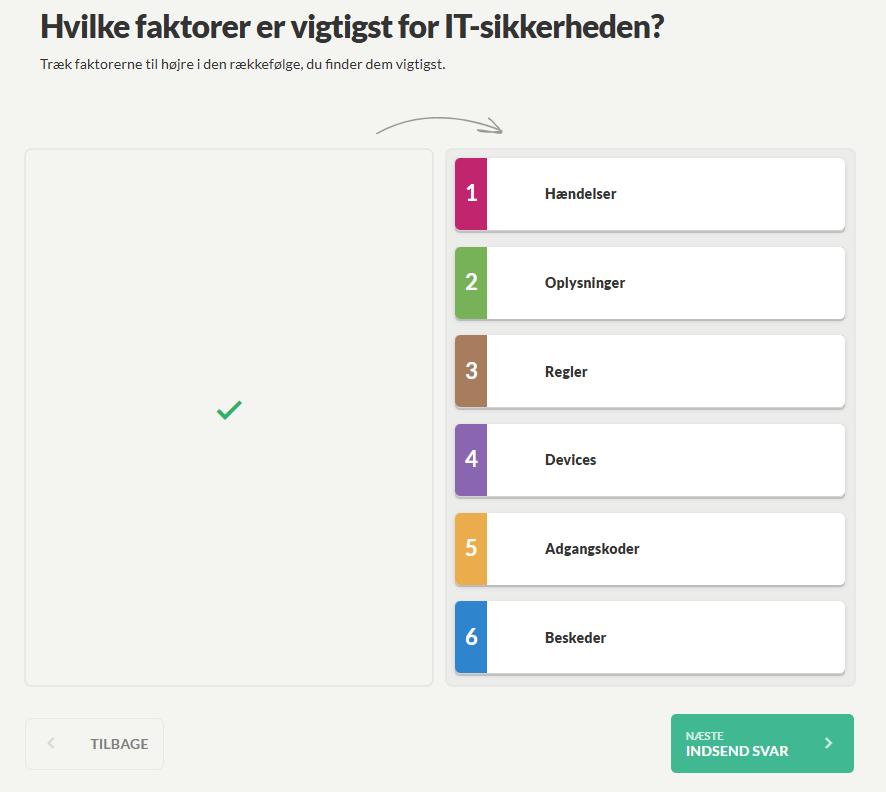 Hvilke faktorer er vigtigst for IT-sikkerheden?
Træk faktorerne til højre i den rækkefølge, du finder dem vigtigst.
1 Hændelser
2 Oplysninger
3 Regler
4 Devices
5 Adgangskoder
6 Beskeder
TILBAGE
NÆSTE
INDSEND SVAR